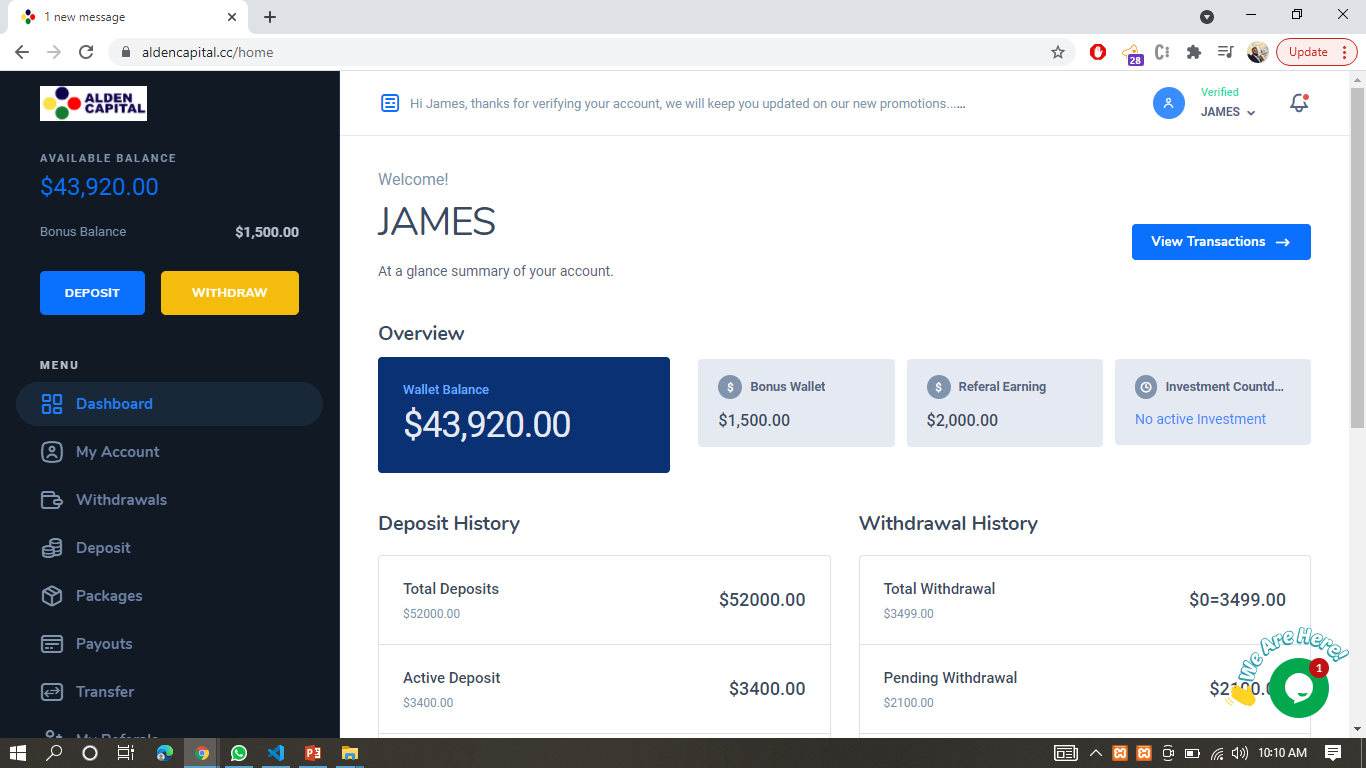 1 new message
aldencapital.cc/home
28
Update
ALDEN
CAPITAL
AVAILABLE BALANCE
$43,920.00
Bonus Balance $1,500.00
DEPOSIT WITHDRAW
MENU
Dashboard
My Account
Withdrawals
Deposit
Packages
Payouts
Transfer
My Referrals
Hi James, thanks for verifying your account, we will keep you updated on our new promotions......
Verified
JAMES
Welcome!
JAMES
At a glance summary of your account.
View Transactions
Overview
Wallet Balance
$43,920.00
Bonus Wallet
$1,500.00
Referal Earning
$2,000.00
Investment Countd...
No active Investment
Deposit History
Total Deposits
$52000.00
$52000.00
Active Deposit
$3400.00
$3400.00
Withdrawal History
Total Withdrawal
$3499.00
$0=3499.00
Pending Withdrawal
$2100.00
We Are Here!
1
10:10 AM